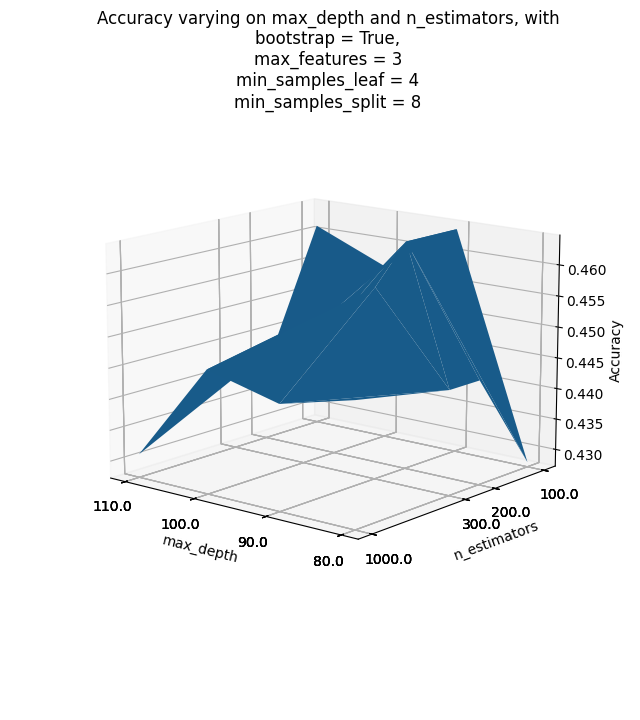 Accuracy varying on max_depth and n_estimators, with
bootstrap = True,
max_features = 3
min_samples_leaf = 4
min_samples_split = 8
0.460
0.455
0.450
0.445
0.440
0.435
0.430
Accuracy
110.0
100.0
90.0
80.0
max_depth
100.0
200.0
300.0
1000.0
n_estimators